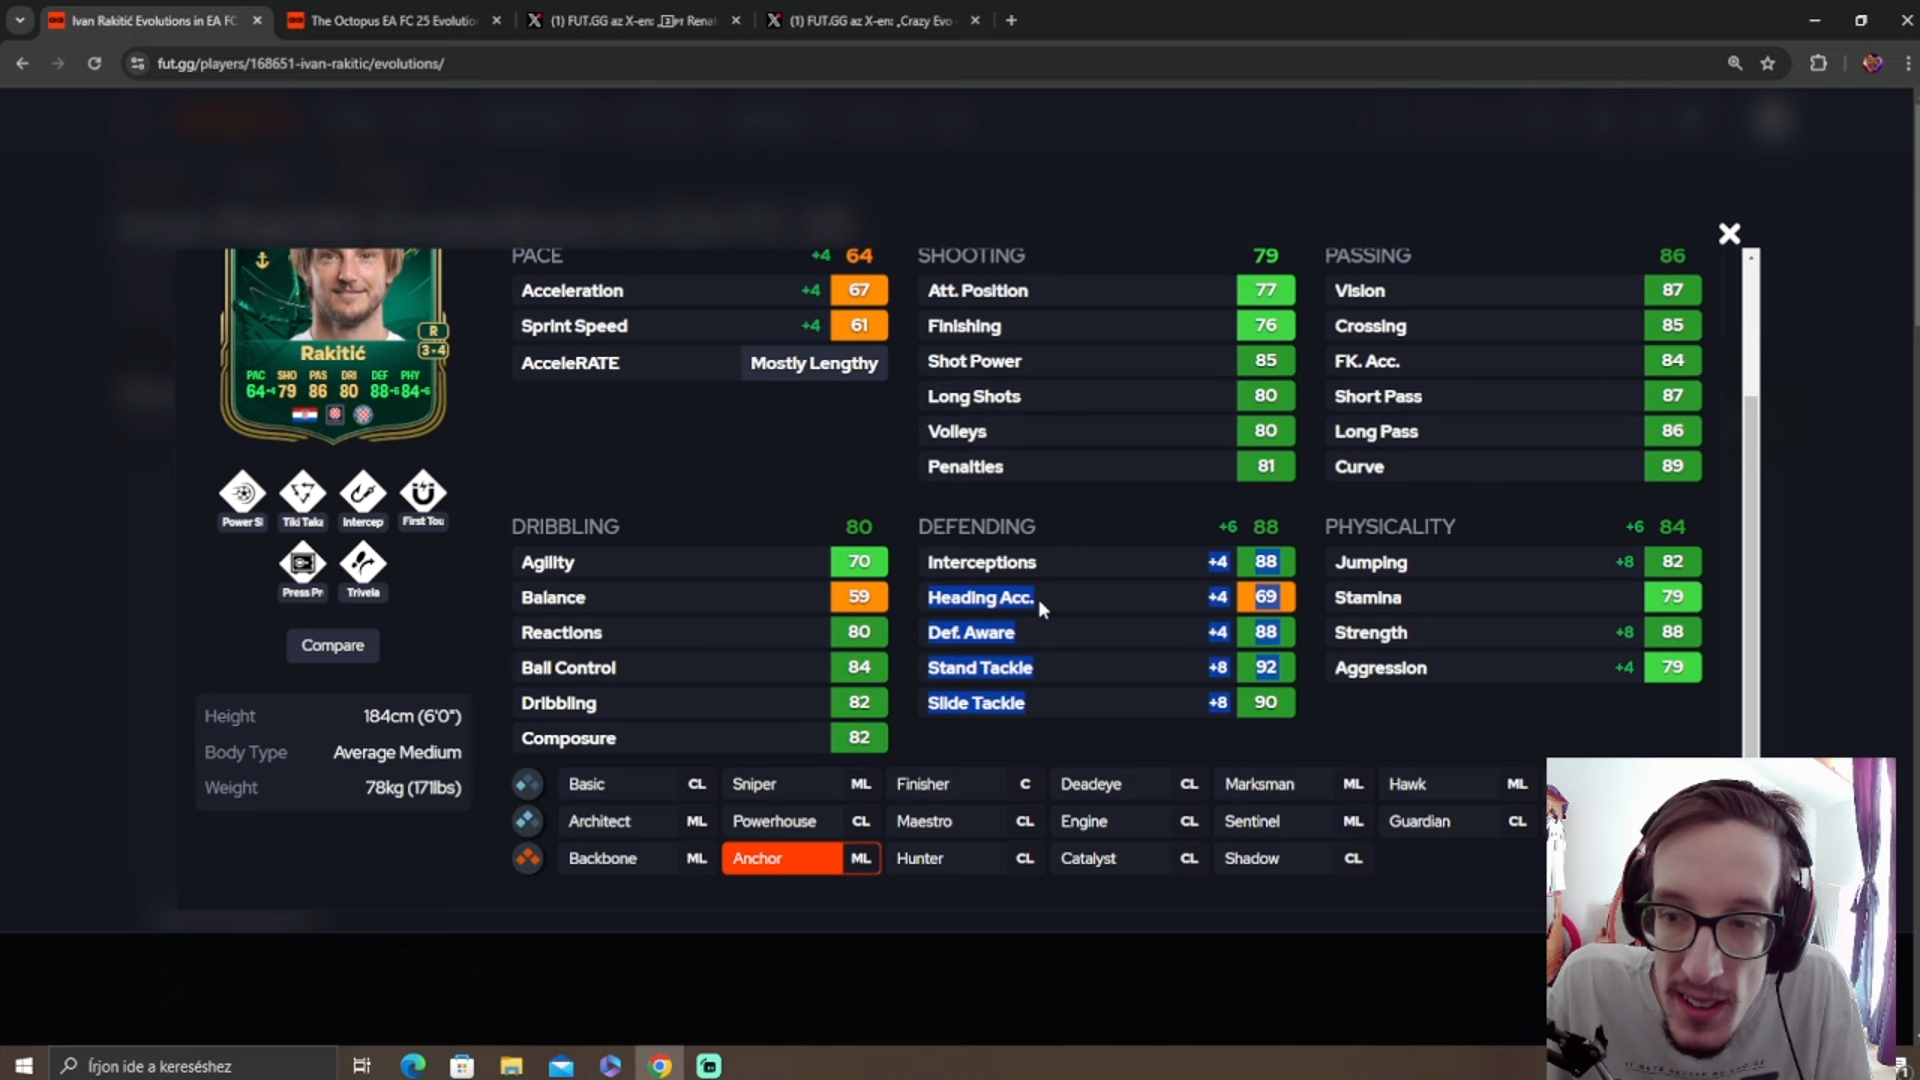 Ivan Rakitić Evolutions in EA FC
The Octopus EA FC 25 Evolutio
(1) FUT.GG az X-en: „3️⃣PT Renat
(1) FUT.GG az X-en: „Crazy Evo
fut.gg/players/168651-ivan-rakitic/evolutions/
PACE +4 64
Acceleration +4 67
Sprint Speed +4 61
AcceleRATE Mostly Lengthy
SHOOTING 79
Att. Position 77
Finishing 76
Shot Power 85
Long Shots 80
Volleys 80
Penalties 81
PASSING 86
Vision 87
Crossing 85
FK. Acc. 84
Short Pass 87
Long Pass 86
Curve 89
R
3•4
Rakitić
PAC SHO PAS DRI DEF PHY
64+4 79 86 80 88+6 84+6
Power Sl
Tiki Taka
Intercep
First Tou
Press Pr
Trivela
Compare
Height 184cm (6'0")
Body Type Average Medium
Weight 78kg (171lbs)
DRIBBLING 80
Agility 70
Balance 59
Reactions 80
Ball Control 84
Dribbling 82
Composure 82
DEFENDING +6 88
Interceptions +4 88
Heading Acc. +4 69
Def. Aware +4 88
Stand Tackle +8 92
Slide Tackle +8 90
PHYSICALITY +6 84
Jumping +8 82
Stamina 79
Strength +8 88
Aggression +4 79
Basic CL Sniper ML Finisher C Deadeye CL Marksman ML Hawk ML
Architect ML Powerhouse CL Maestro CL Engine CL Sentinel ML Guardian CL
Backbone ML Anchor ML Hunter CL Catalyst CL Shadow CL
Írjon ide a kereséshez